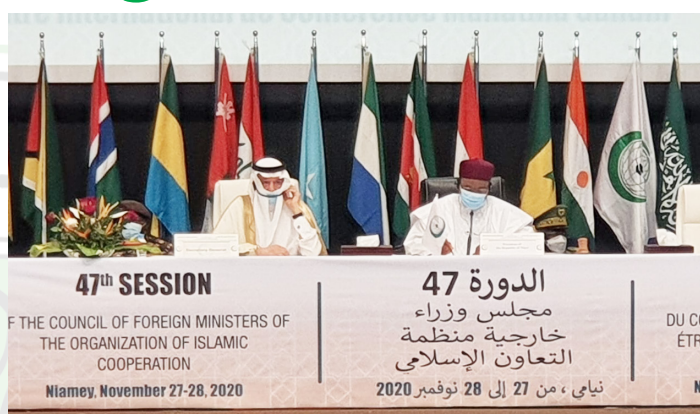 47th SESSION
F THE COUNCIL OF FOREIGN MINISTERS OF
THE ORGANIZATION OF ISLAMIC
COOPERATION
Niamey, November 27-28, 2020
الدورة 47
مجلس وزراء
خارجية منظمة
التعاون الإسلامي
نيامي ، من 27 إلى 28 نوفمبر 2020
DU CO
ÉTR
N